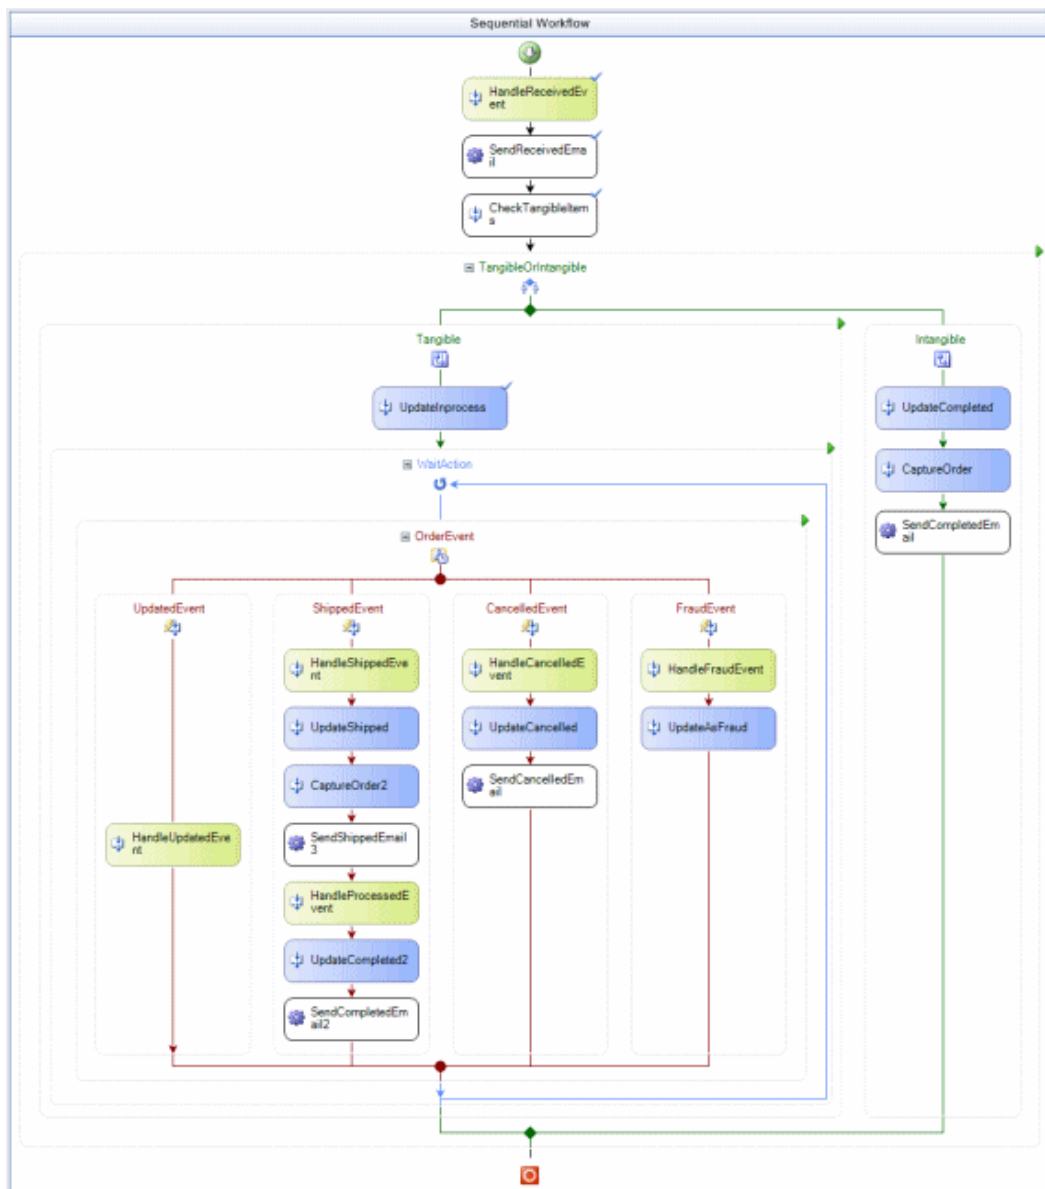 Sequential Workflow
HandleReceivedEv
ent
SendReceivedEma
il
CheckTangibleItem
s
TangibleOrIntangible
Tangible
Intangible
UpdateInprocess
UpdateCompleted
WaitAction
CaptureOrder
SendCompletedEm
ail
OrderEvent
UpdatedEvent
ShippedEvent
CancelledEvent
FraudEvent
HandleShippedEve
nt
HandleCancelledE
vent
HandleFraudEvent
UpdateShipped
UpdateCancelled
UpdateAsFraud
CaptureOrder2
SendCancelledEm
ail
HandleUpdatedEve
nt
SendShippedEmail
3
HandleProcessedE
vent
UpdateCompleted2
SendCompletedEm
ail2